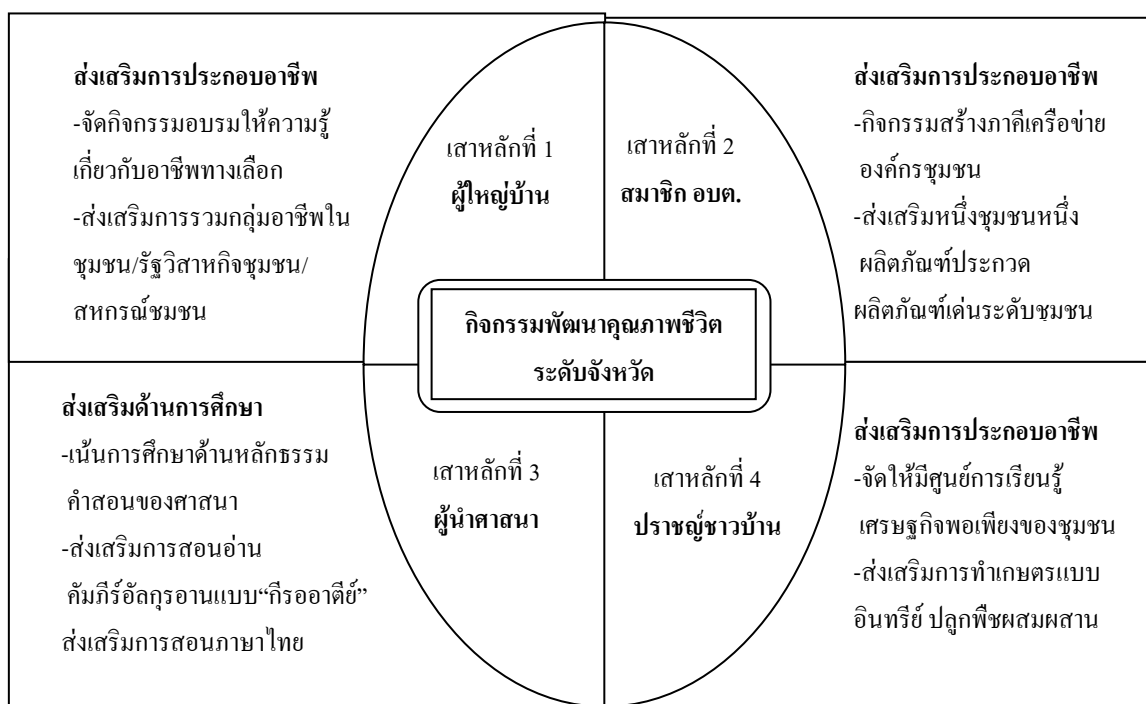 ส่งเสริมการประกอบอาชีพ
-จัดกิจกรรมอบรมให้ความรู้
เกี่ยวกับอาชีพทางเลือก
-ส่งเสริมการรวมกลุ่มอาชีพใน
ชุมชน/รัฐวิสาหกิจชุมชน/
สหกรณ์ชมชน
เสาหลักที่ 1
ผู้ใหญ่บ้าน
เสาหลักที่ 2
สมาชิก อบต.
ส่งเสริมการประกอบอาชีพ
-กิจกรรมสร้างภาคีเครือข่าย
องค์กรชุมชน
-ส่งเสริมหนึ่งชุมชนหนึ่ง
ผลิตภัณฑ์ประกวด
ผลิตภัณฑ์เด่นระดับชุมชน
กิจกรรมพัฒนาคุณภาพชีวิต
ระดับจังหวัด
ส่งเสริมด้านการศึกษา
-เน้นการศึกษาด้านหลักธรรม
คำสอนของศาสนา
-ส่งเสริมการสอนอ่าน
คัมภีร์อัลกุรอานแบบ“กีรออาตีย์”
ส่งเสริมการสอนภาษาไทย
เสาหลักที่ 3
ผู้นำศาสนา
เสาหลักที่ 4
ปราชญ์ชาวบ้าน
ส่งเสริมการประกอบอาชีพ
-จัดให้มีศูนย์การเรียนรู้
เศรษฐกิจพอเพียงของชุมชน
-ส่งเสริมการทำเกษตรแบบ
อินทรีย์ ปลูกพืชผสมผสาน